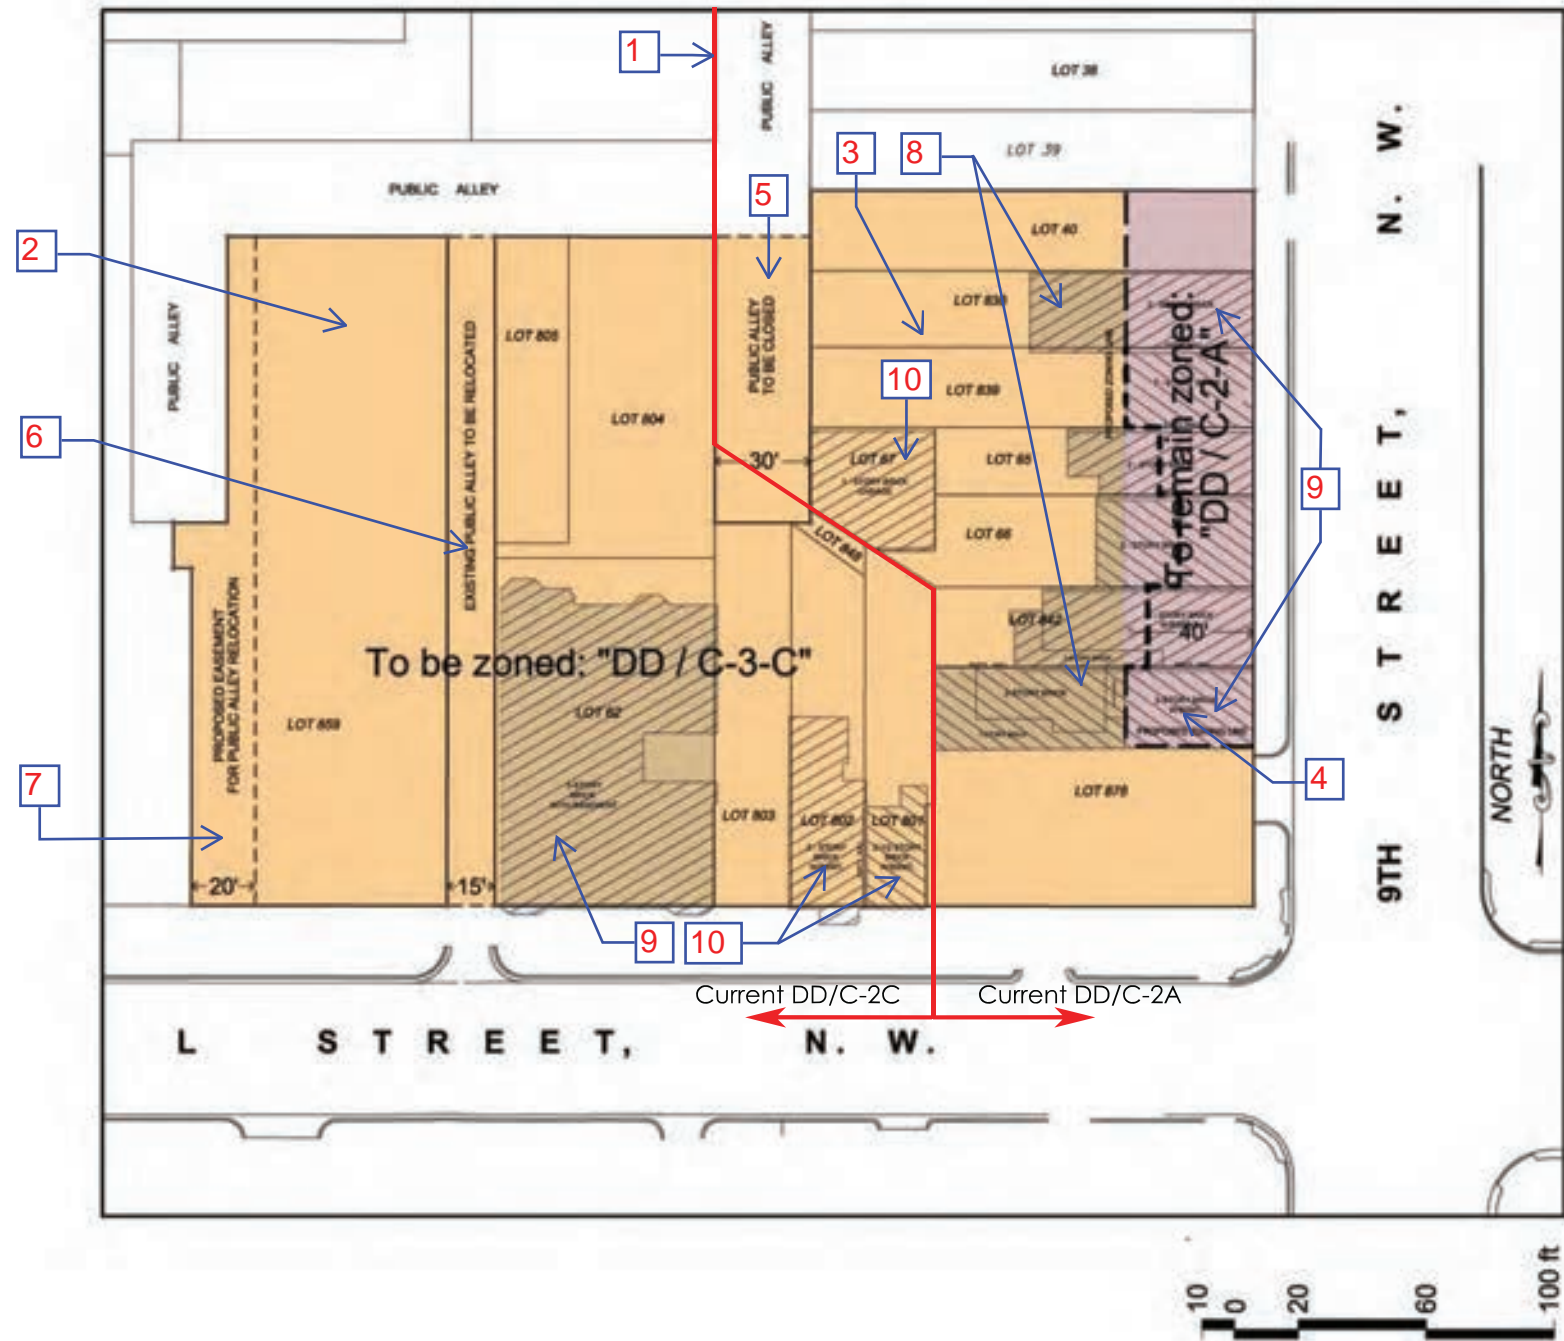 1
PUBLIC ALLEY
LOT 38
LOT 39
3
8
PUBLIC ALLEY
5
LOT 40
2
PUBLIC ALLEY
LOT 805
LOT 804
EXISTING PUBLIC ALLEY TO BE RELOCATED
PUBLIC ALLEY
TO BE CLOSED
30'
LOT 838
LOT 839
10
LOT 67
LOT 65
LOT 66
PROPOSED ZONING LINE
To remain zoned:
"DD / C-2-A"
9
6
LOT 848
LOT 842
40'
To be zoned: "DD / C-3-C"
PROPOSED EASEMENT
FOR PUBLIC ALLEY RELOCATION
LOT 859
LOT 62
7
4
LOT 803
LOT 802
LOT 801
LOT 878
20'
15'
9
10
Current DD/C-2C
Current DD/C-2A
L STREET, N. W.
9TH STREET, N. W.
NORTH
10
0
20
60
100 ft